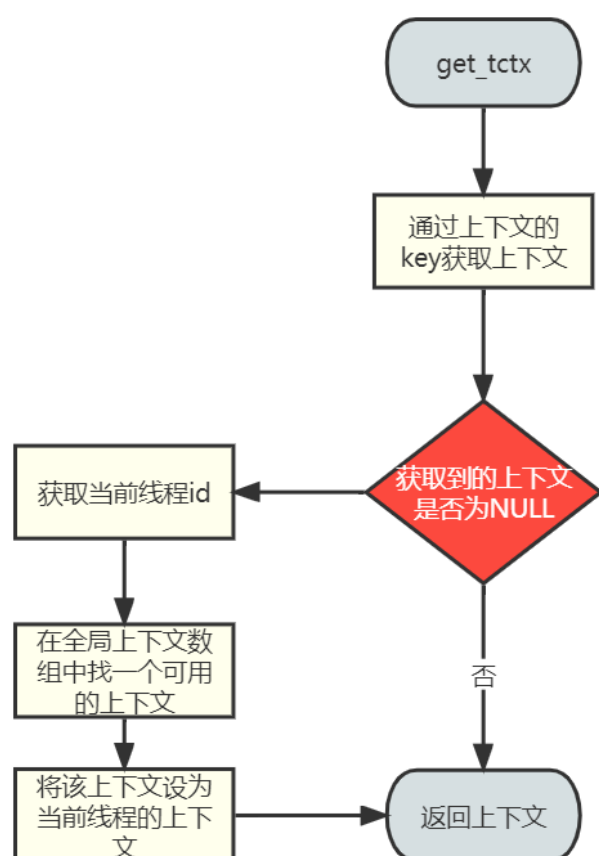 get_tctx
通过上下文的
key获取上下文
获取到的上下文
是否为NULL
获取当前线程id
在全局上下文数
组中找一个可用
的上下文
否
将该上下文设为
当前线程的上下
文
返回上下文